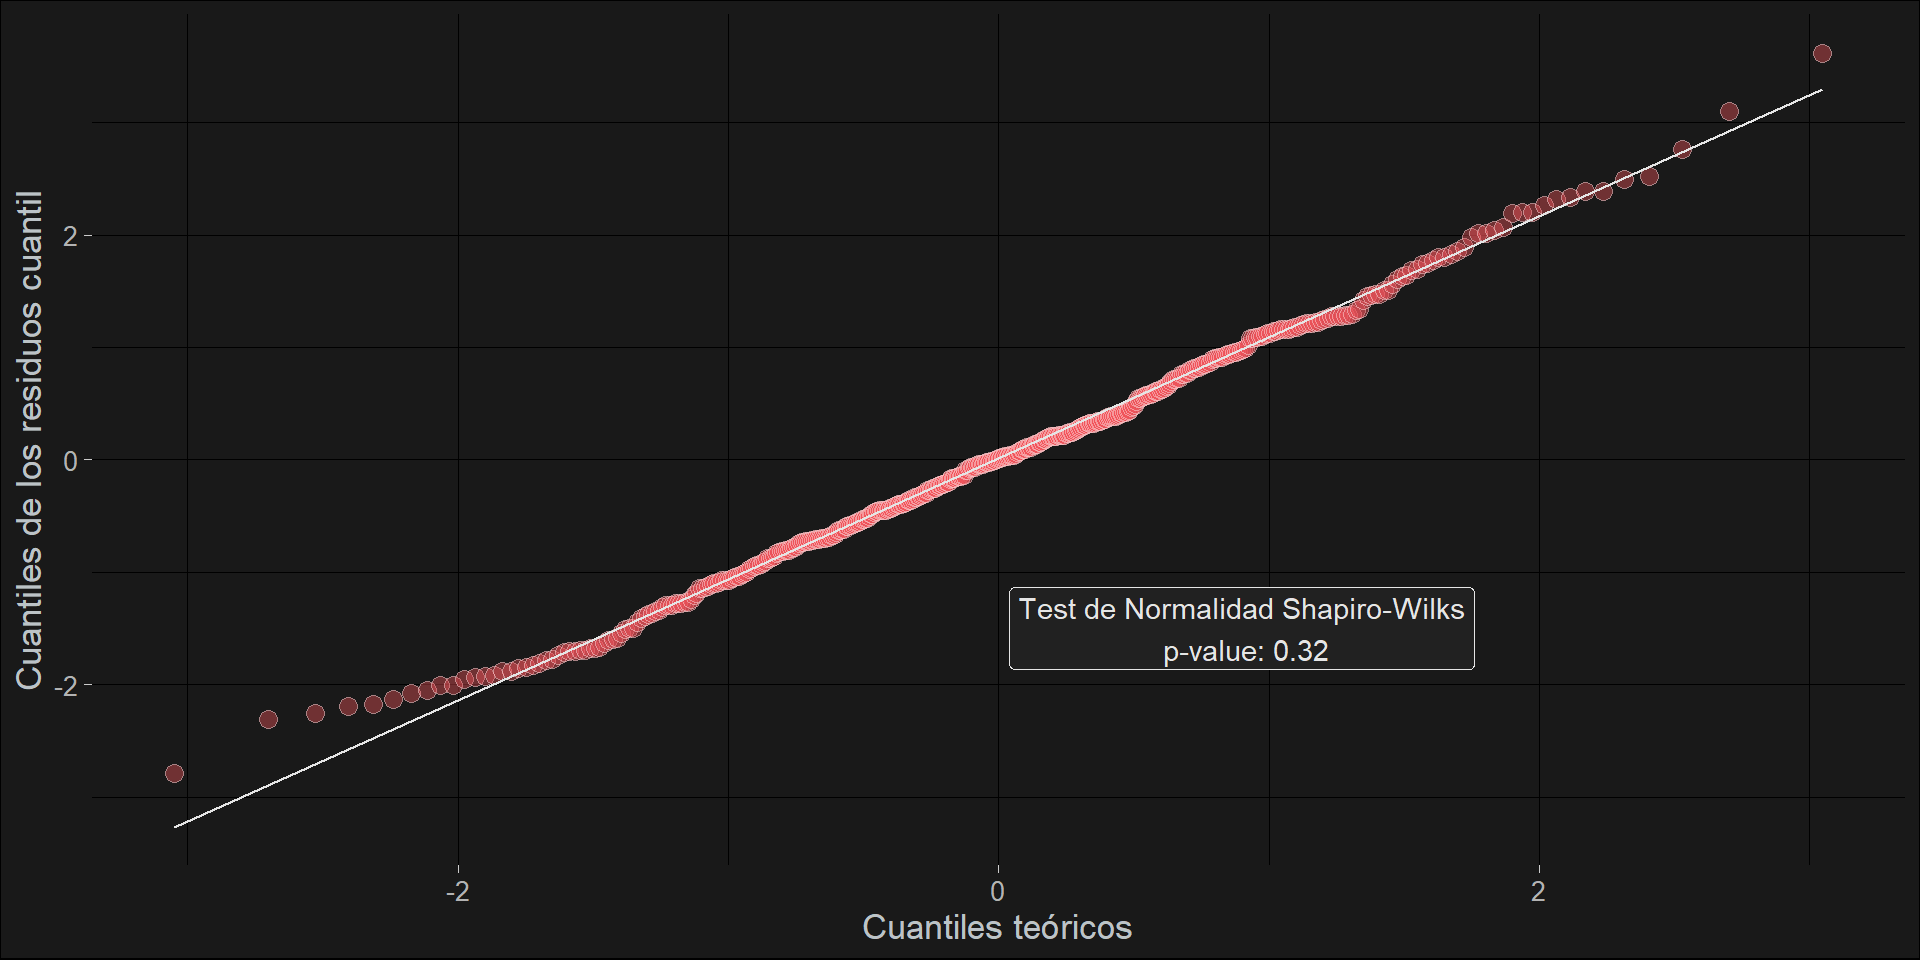 Cuantiles de los residuos cuantil
2
0
-2
Test de Normalidad Shapiro-Wilks
p-value: 0.32
-2
0
2
Cuantiles teóricos